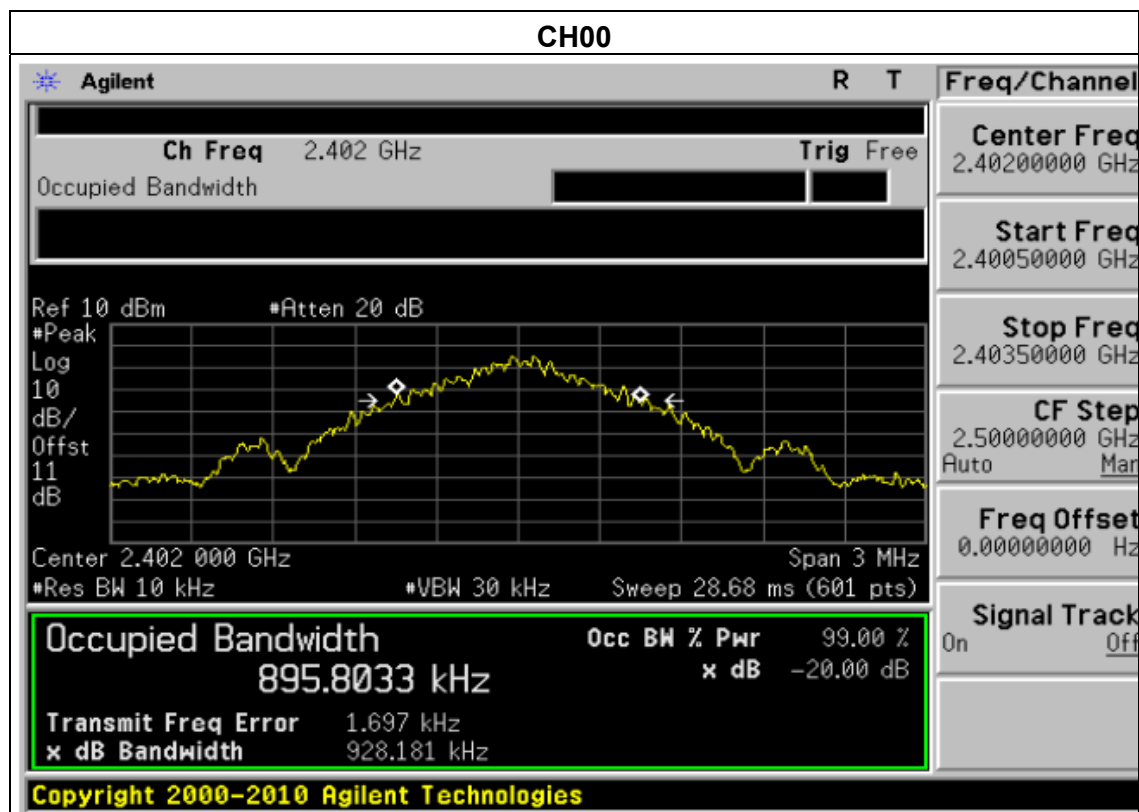 CH00
Agilent R T
Ch Freq 2.402 GHz Trig Free
Occupied Bandwidth
Ref 10 dBm #Atten 20 dB
#Peak
Log
10
dB/
Offst
11
dB
Center 2.402 000 GHz Span 3 MHz
#Res BW 10 kHz #VBW 30 kHz Sweep 28.68 ms (601 pts)
Occupied Bandwidth Occ BW % Pwr 99.00 %
895.8033 kHz x dB -20.00 dB
Transmit Freq Error 1.697 kHz
x dB Bandwidth 928.181 kHz
Copyright 2000-2010 Agilent Technologies
Freq/Channel
Center Freq
2.40200000 GHz
Start Freq
2.40050000 GHz
Stop Freq
2.40350000 GHz
CF Step
2.50000000 GHz
Auto Man
Freq Offset
0.00000000 Hz
Signal Track
On Off